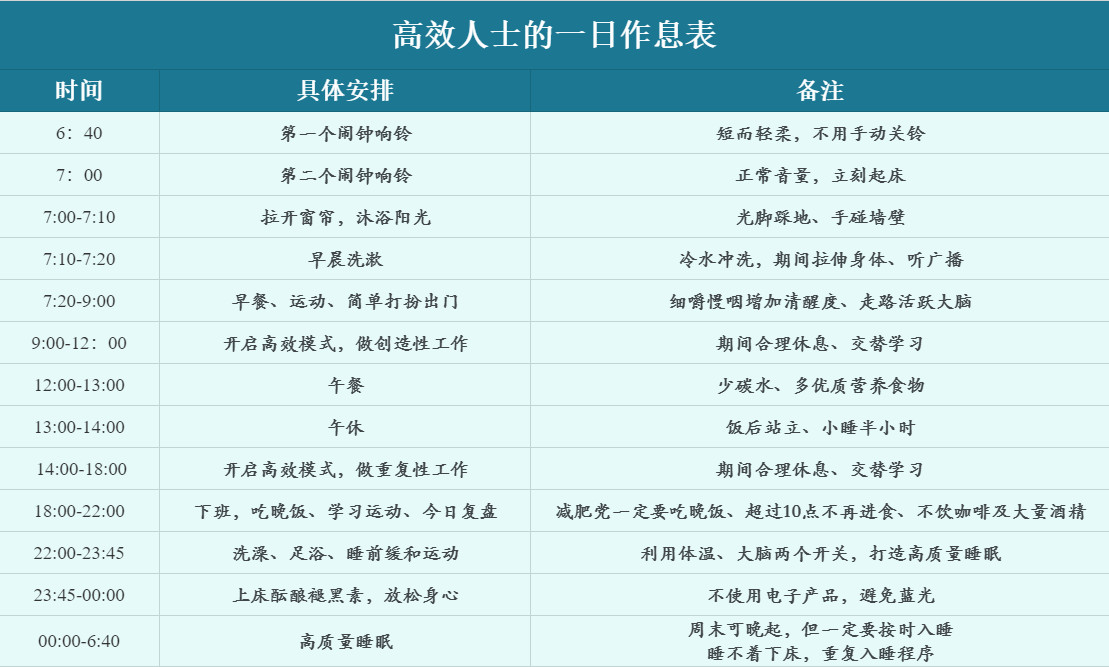 高效人士的一日作息表
时间 具体安排 备注
6：40 第一个闹钟响铃 短而轻柔，不用手动关铃
7：00 第二个闹钟响铃 正常音量，立刻起床
7:00-7:10 拉开窗帘，沐浴阳光 光脚踩地、手碰墙壁
7:10-7:20 早晨洗漱 冷水冲洗，期间拉伸身体、听广播
7:20-9:00 早餐、运动、简单打扮出门 细嚼慢咽增加清醒度、走路活跃大脑
9:00-12：00 开启高效模式，做创造性工作 期间合理休息、交替学习
12:00-13:00 午餐 少碳水、多优质营养食物
13:00-14:00 午休 饭后站立、小睡半小时
14:00-18:00 开启高效模式，做重复性工作 期间合理休息、交替学习
18:00-22:00 下班，吃晚饭、学习运动、今日复盘 减肥党一定要吃晚饭、超过10点不再进食、不饮咖啡及大量酒精
22:00-23:45 洗澡、足浴、睡前缓和运动 利用体温、大脑两个开关，打造高质量睡眠
23:45-00:00 上床酝酿褪黑素，放松身心 不使用电子产品，避免蓝光
00:00-6:40 高质量睡眠 周末可晚起，但一定要按时入睡
睡不着下床，重复入睡程序